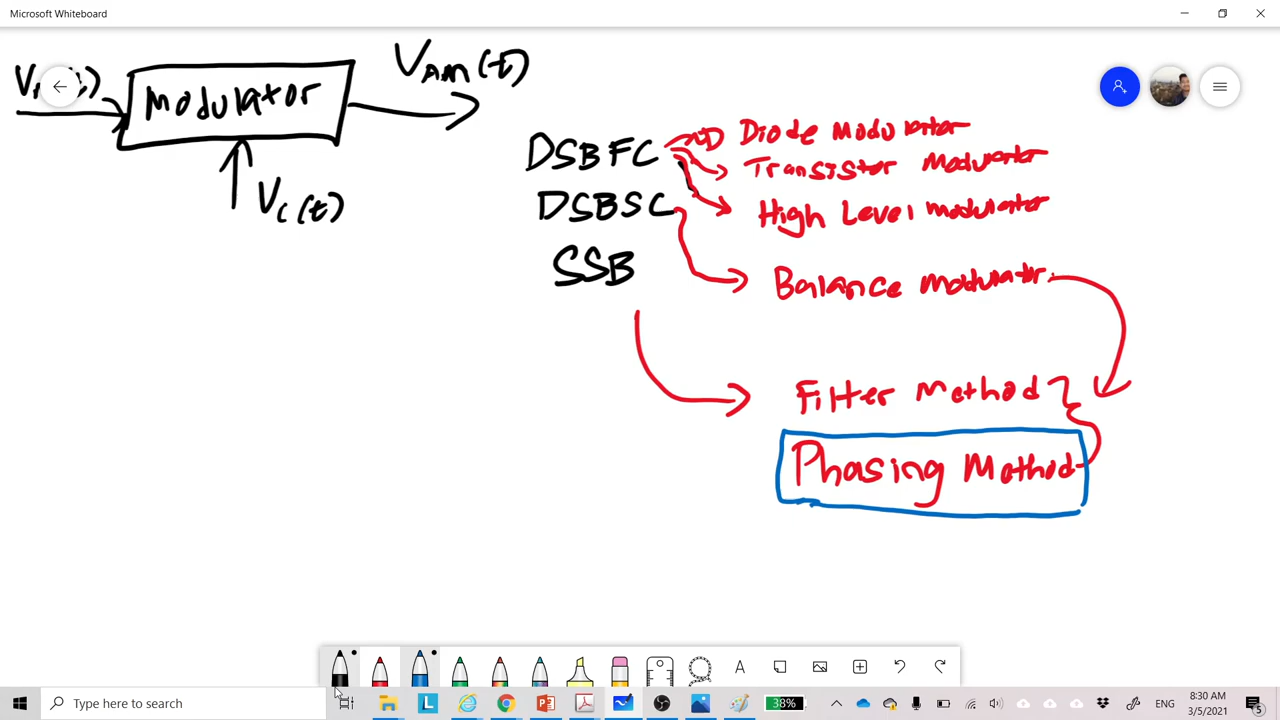 Microsoft Whiteboard
VAM(t)
Modulator
VC(t)
DSBFC
DSBSC
SSB
Diode Modulator
Transistor Modulator
High Level modulator
Balance modulator
Filter Method
Phasing Method
A
Type here to search
L
38%
ENG
8:30 AM
3/5/2021
5